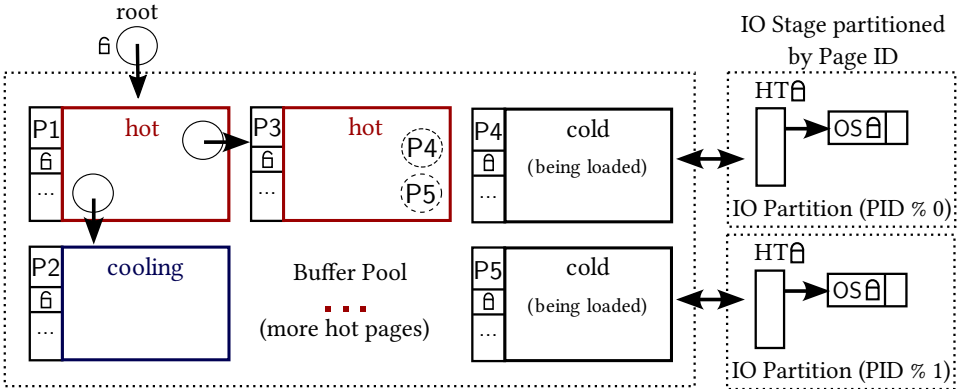 root
IO Stage partitioned
by Page ID
HT
OS
IO Partition (PID % 0)
P1
...
hot
P3
...
hot
P4
P5
P4
...
cold
(being loaded)
P2
...
cooling
Buffer Pool
...
(more hot pages)
P5
...
cold
(being loaded)
HT
OS
IO Partition (PID % 1)